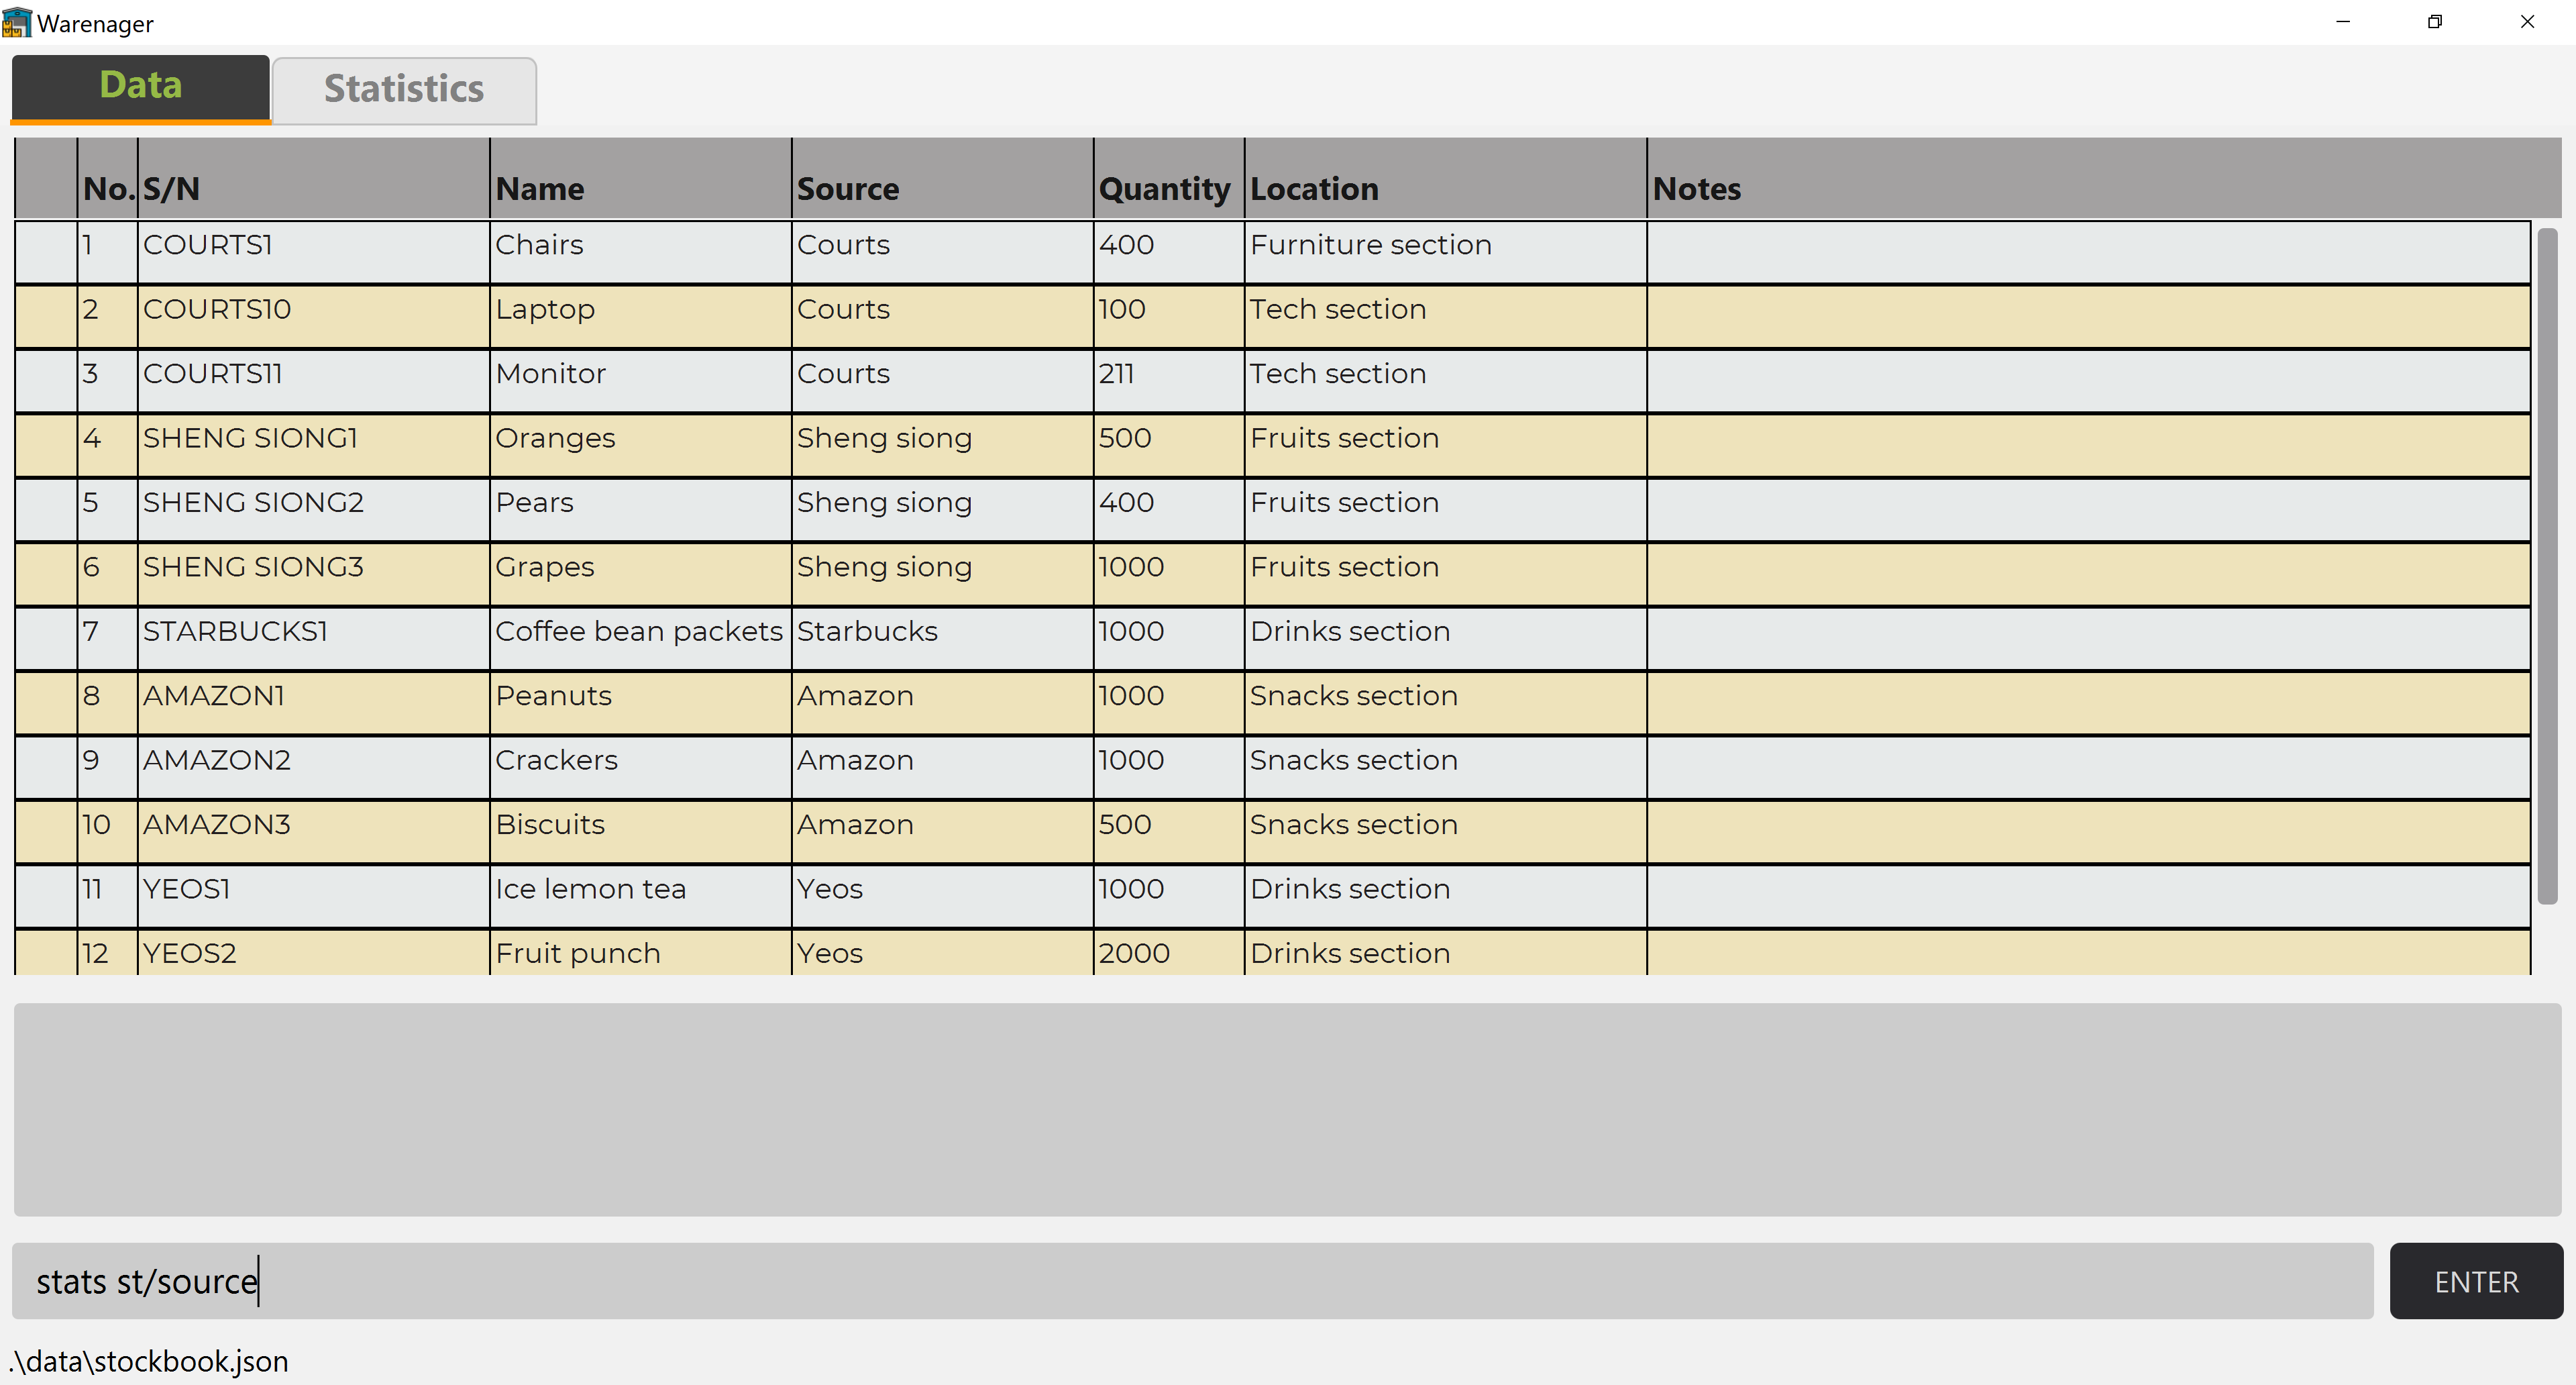 Warenager
Data Statistics
No. S/N Name Source Quantity Location Notes
1 COURTS1 Chairs Courts 400 Furniture section
2 COURTS10 Laptop Courts 100 Tech section
3 COURTS11 Monitor Courts 211 Tech section
4 SHENG SIONG1 Oranges Sheng siong 500 Fruits section
5 SHENG SIONG2 Pears Sheng siong 400 Fruits section
6 SHENG SIONG3 Grapes Sheng siong 1000 Fruits section
7 STARBUCKS1 Coffee bean packets Starbucks 1000 Drinks section
8 AMAZON1 Peanuts Amazon 1000 Snacks section
9 AMAZON2 Crackers Amazon 1000 Snacks section
10 AMAZON3 Biscuits Amazon 500 Snacks section
11 YEOS1 Ice lemon tea Yeos 1000 Drinks section
12 YEOS2 Fruit punch Yeos 2000 Drinks section
stats st/source ENTER
.\data\stockbook.json